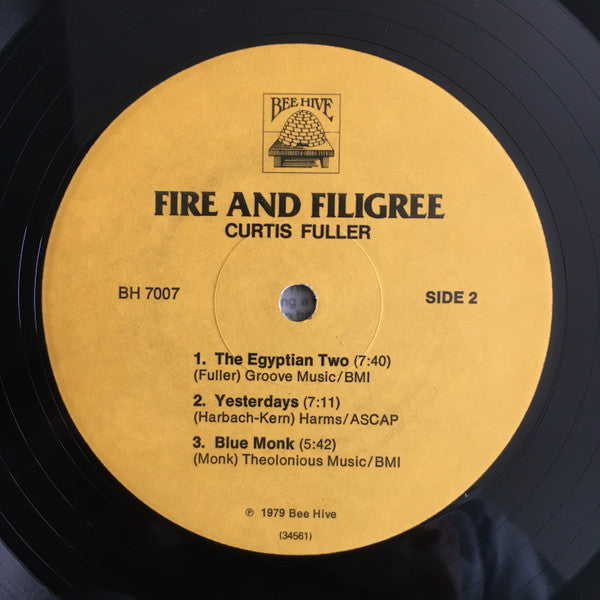 BEE HIVE
FIRE AND FILIGREE
CURTIS FULLER
BH 7007
SIDE 2
1. The Egyptian Two (7:40)
(Fuller) Groove Music/BMI
2. Yesterdays (7:11)
(Harbach-Kern) Harms/ASCAP
3. Blue Monk (5:42)
(Monk) Theolonious Music/BMI
℗ 1979 Bee Hive
(34561)